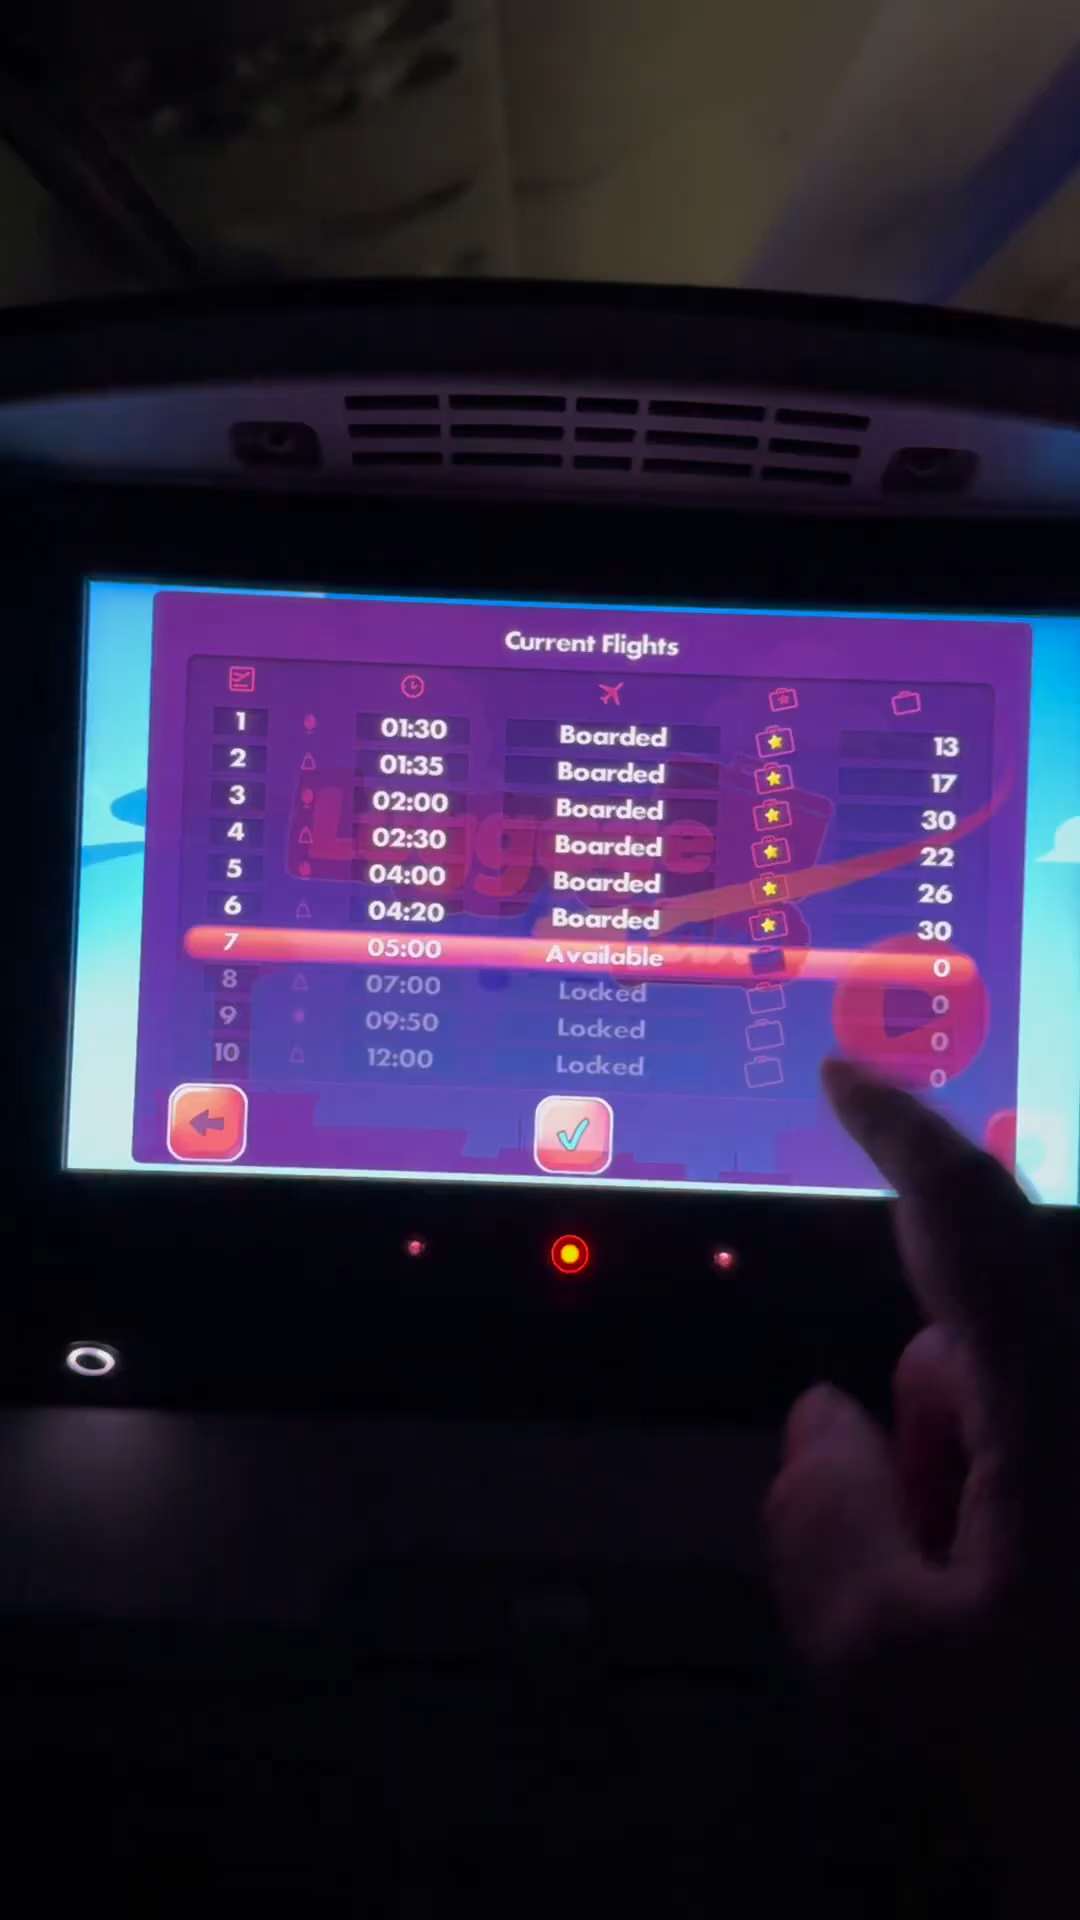 Current Flights
1 01:30 Boarded 13
2 01:35 Boarded 17
3 02:00 Boarded 30
4 02:30 Boarded 22
5 04:00 Boarded 26
6 04:20 Boarded 30
7 05:00 Available 0
8 07:00 Locked 0
9 09:50 Locked 0
10 12:00 Locked 0
Luggage